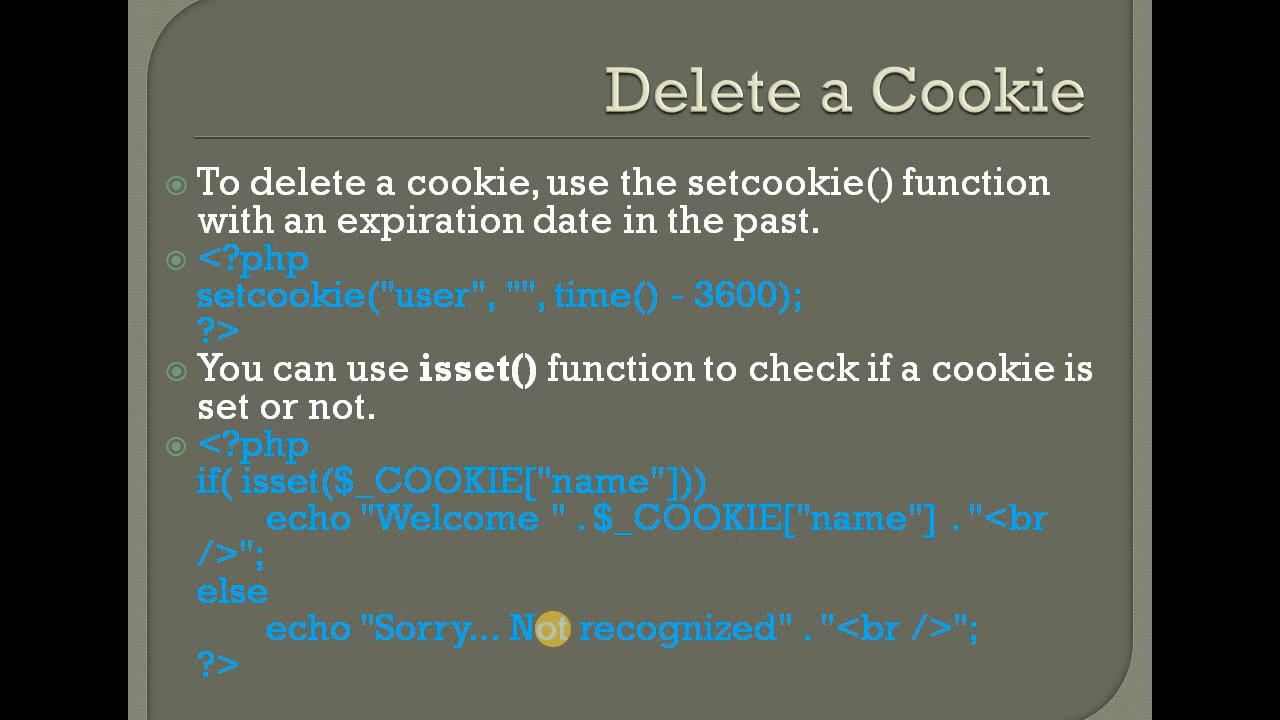 Delete a Cookie
To delete a cookie, use the setcookie() function
with an expiration date in the past.
<?php
setcookie("user", "", time() - 3600);
?>
You can use isset() function to check if a cookie is
set or not.
<?php
if( isset($_COOKIE["name"]))
echo "Welcome " . $_COOKIE["name"] . "<br
/>";
else
echo "Sorry... Not recognized" . "<br />";
?>